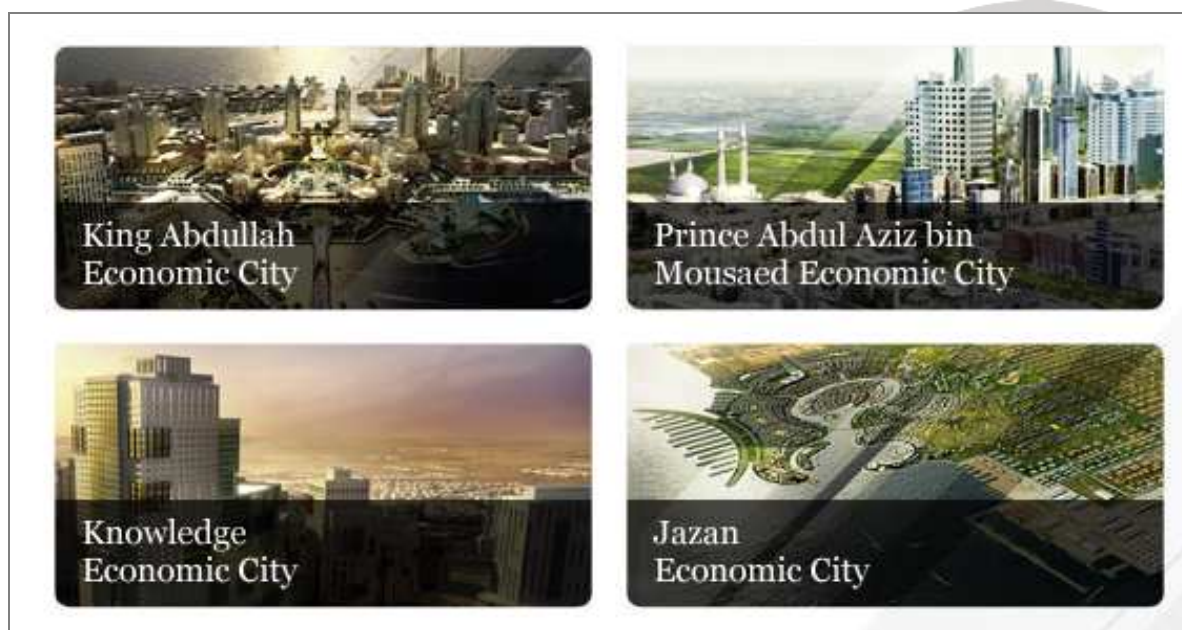 King Abdullah
Economic City
Prince Abdul Aziz bin
Mousaed Economic City
Knowledge
Economic City
Jazan
Economic City